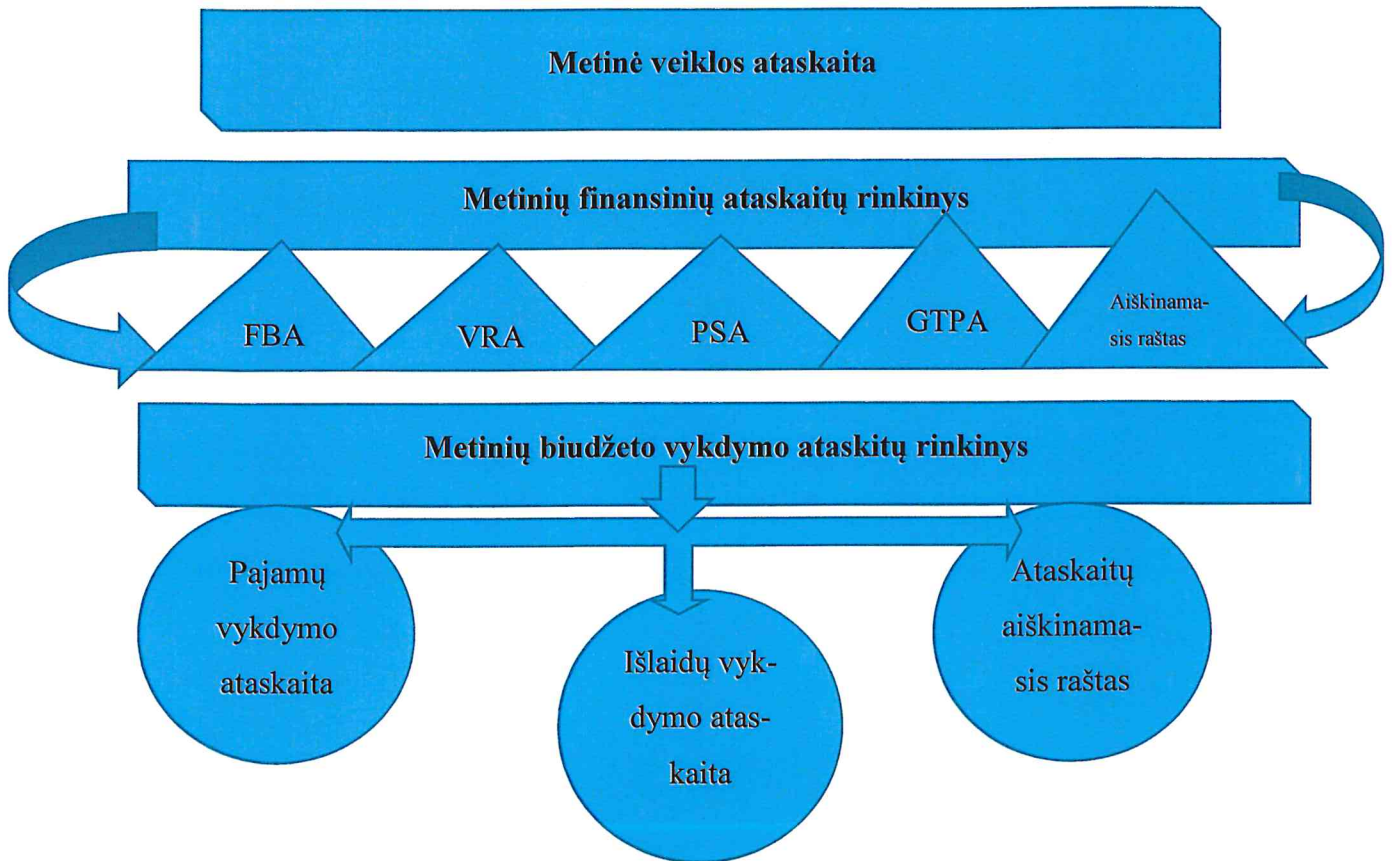 Metinė veiklos ataskaita
Metinių finansinių ataskaitų rinkinys
FBA
VRA
PSA
GTPA
Aiškinama-
sis raštas
Metinių biudžeto vykdymo ataskitų rinkinys
Pajamų
vykdymo
ataskaita
Išlaidų vyk-
dymo atas-
kaita
Ataskaitų
aiškinama-
sis raštas